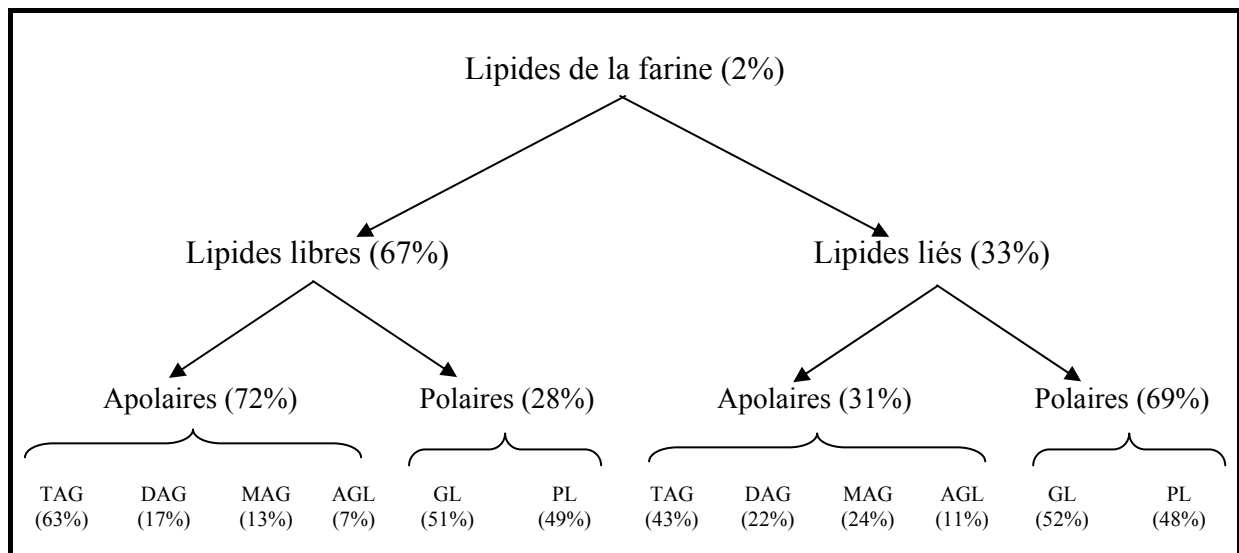 Lipides de la farine (2%)
Lipides libres (67%) Lipides liés (33%)
Apolaires (72%) Polaires (28%) Apolaires (31%) Polaires (69%)
TAG DAG MAG AGL GL PL TAG DAG MAG AGL GL PL
(63%) (17%) (13%) (7%) (51%) (49%) (43%) (22%) (24%) (11%) (52%) (48%)